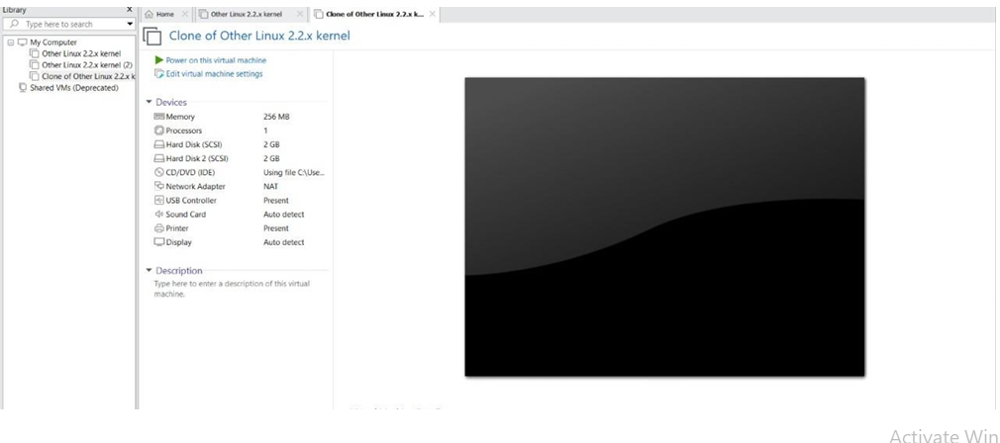 Library X
Type here to search
My Computer
Other Linux 2.2.x kernel
Other Linux 2.2.x kernel (2)
Clone of Other Linux 2.2.x k
Shared VMs (Deprecated)
Home Other Linux 2.2.x kernel Clone of Other Linux 2.2.x k...
Clone of Other Linux 2.2.x kernel
Power on this virtual machine
Edit virtual machine settings
Devices
Memory 256 MB
Processors 1
Hard Disk (SCSI) 2 GB
Hard Disk 2 (SCSI) 2 GB
CD/DVD (IDE) Using file C:\Use...
Network Adapter NAT
USB Controller Present
Sound Card Auto detect
Printer Present
Display Auto detect
Description
Type here to enter a description of this virtual
machine.
Activate Win